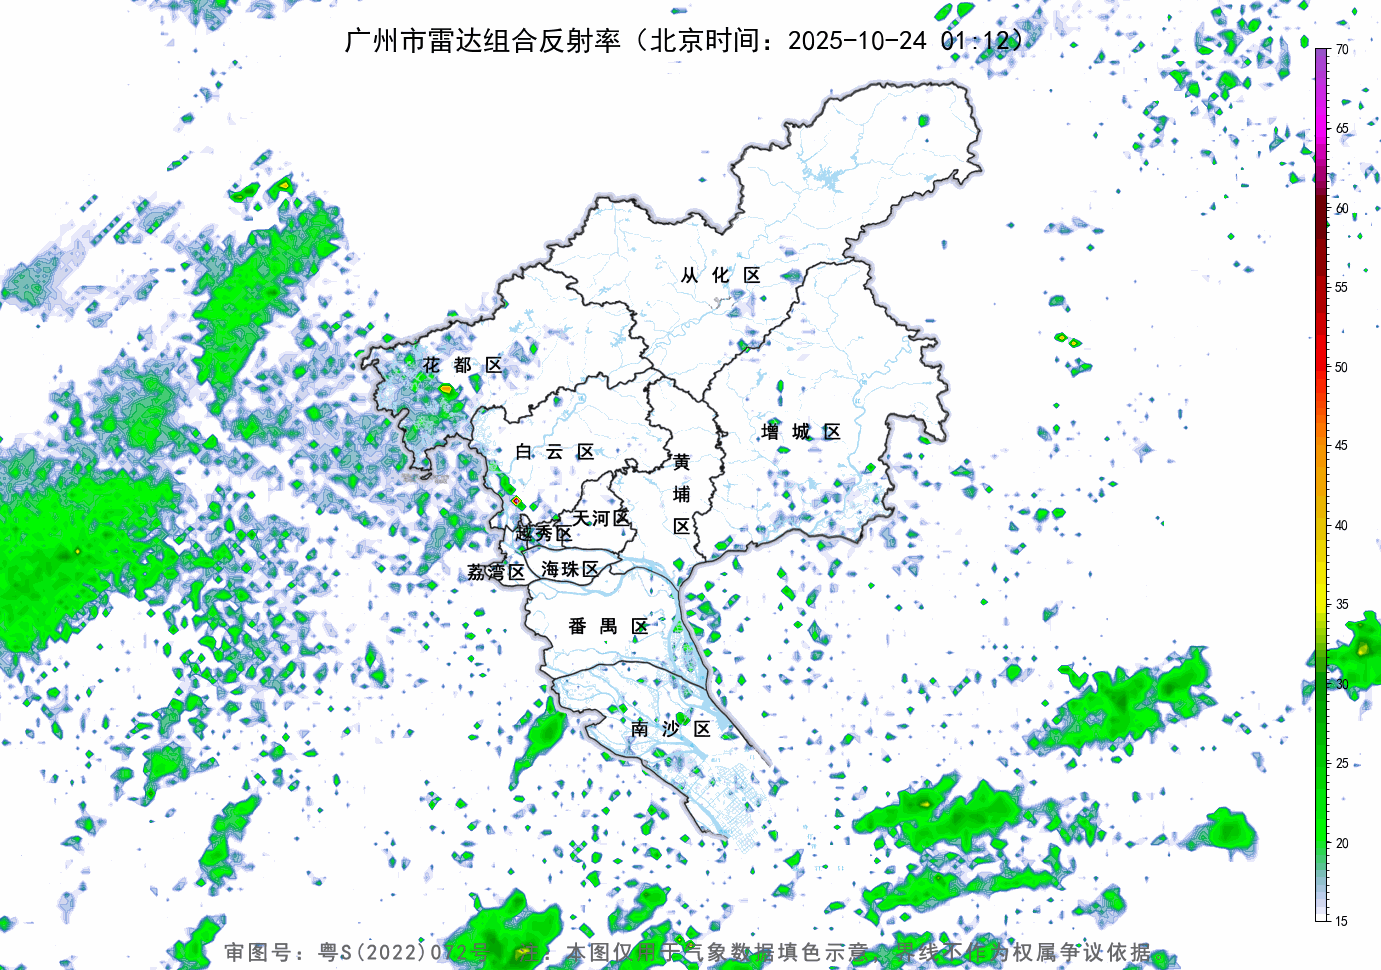 广州市雷达组合反射率（北京时间：2025-10-24 01:12）
70
65
60
55
50
45
40
35
30
25
20
15
从化区
花都区
增城区
白云区
黄埔区
天河区
越秀区
荔湾区
海珠区
番禺区
南沙区
审图号：粤S(2022)072号 注：本图仅用于气象数据填色示意，界线不作为权属争议依据。